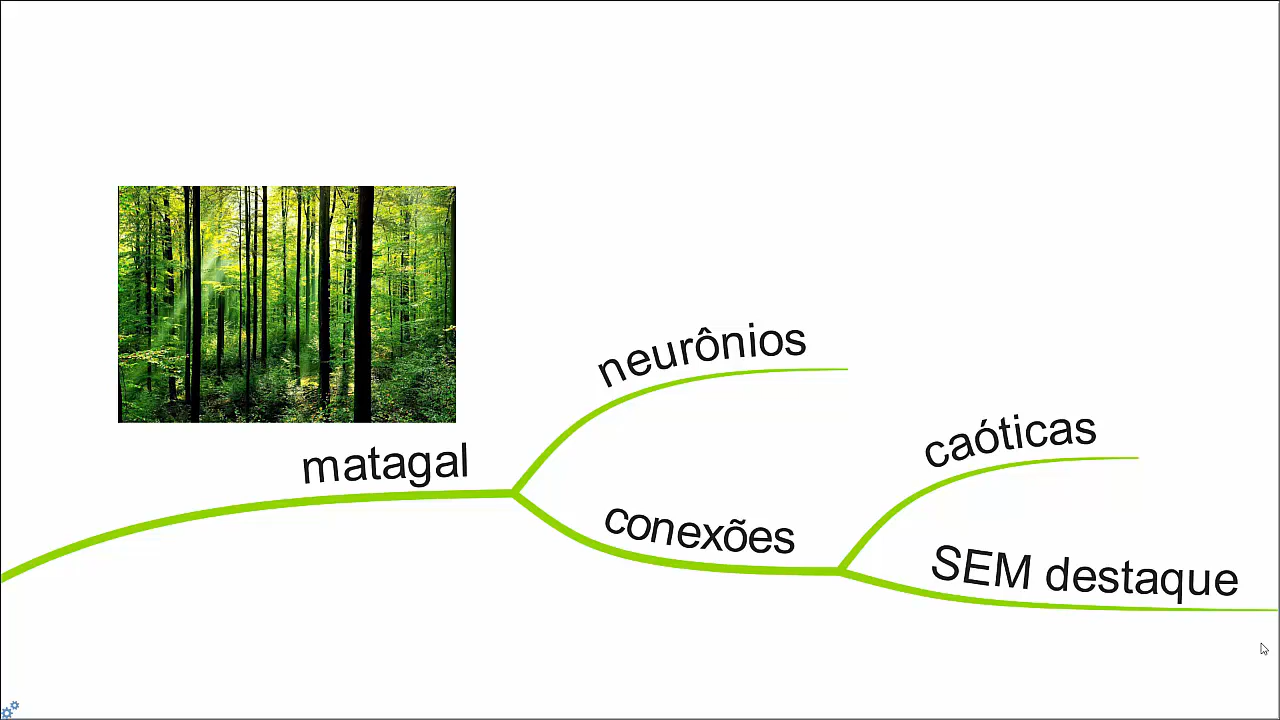 matagal
neurônios
conexões
caóticas
SEM destaque